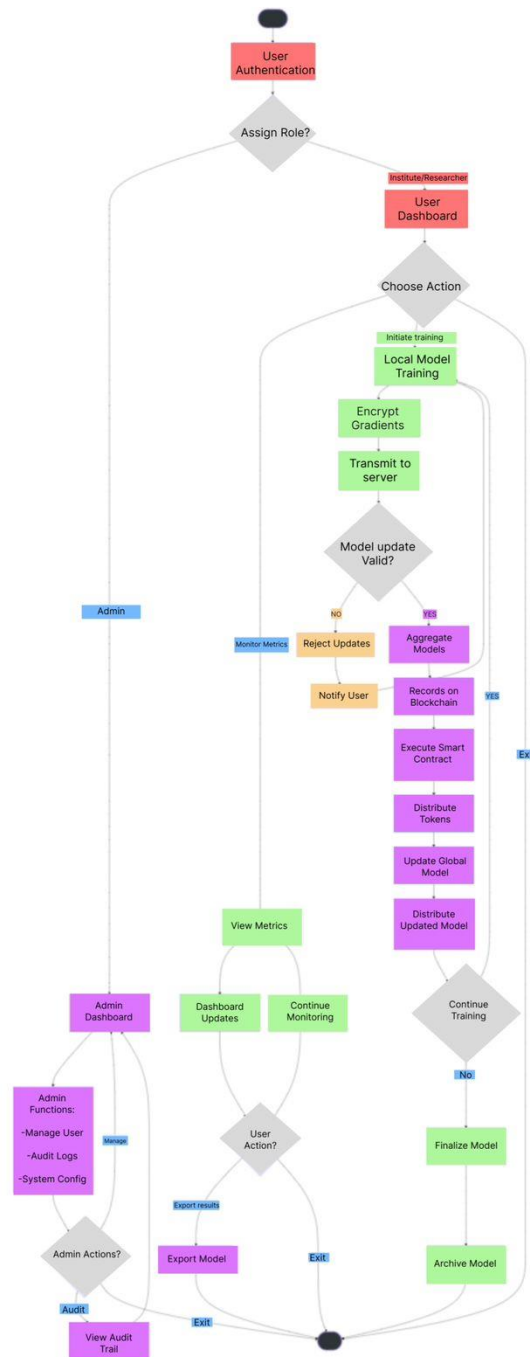 User
Authentication
Assign Role?
Institute/Researcher
User
Dashboard
Choose Action
Initiate training
Local Model
Training
Encrypt
Gradients
Transmit to
server
Model update
Valid?
NO
YES
Admin
Monitor Metrics
Reject Updates
Aggregate
Models
Notify User
Records on
Blockchain
YES
Execute Smart
Contract
Exit
Distribute
Tokens
Update Global
Model
Distribute
Updated Model
View Metrics
Admin
Dashboard
Dashboard
Updates
Continue
Monitoring
Continue
Training
No
Admin
Functions:
-Manage User
-Audit Logs
-System Config
Manage
User
Action?
Finalize Model
Admin Actions?
Export results
Export Model
Exit
Archive Model
Audit
Exit
View Audit
Trail